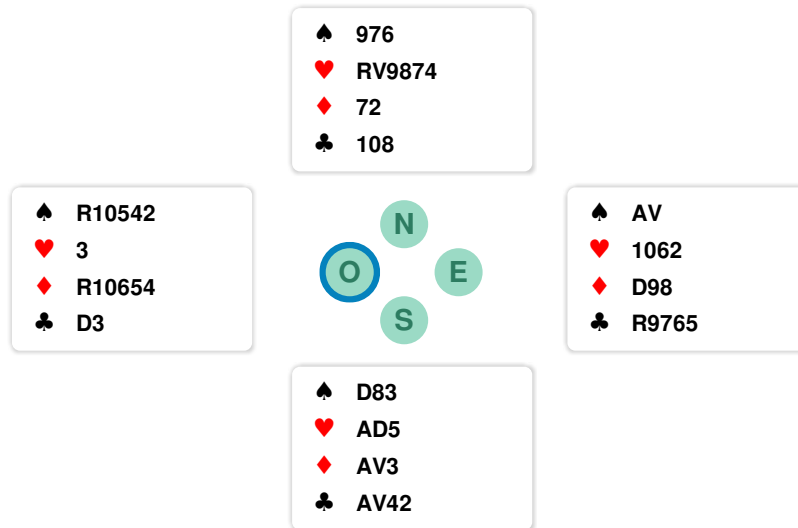 ♠ 976
♥ RV9874
♦ 72
♣ 108
♠ R10542
♥ 3
♦ R10654
♣ D3
N
O E
S
♠ AV
♥ 1062
♦ D98
♣ R9765
♠ D83
♥ AD5
♦ AV3
♣ AV42